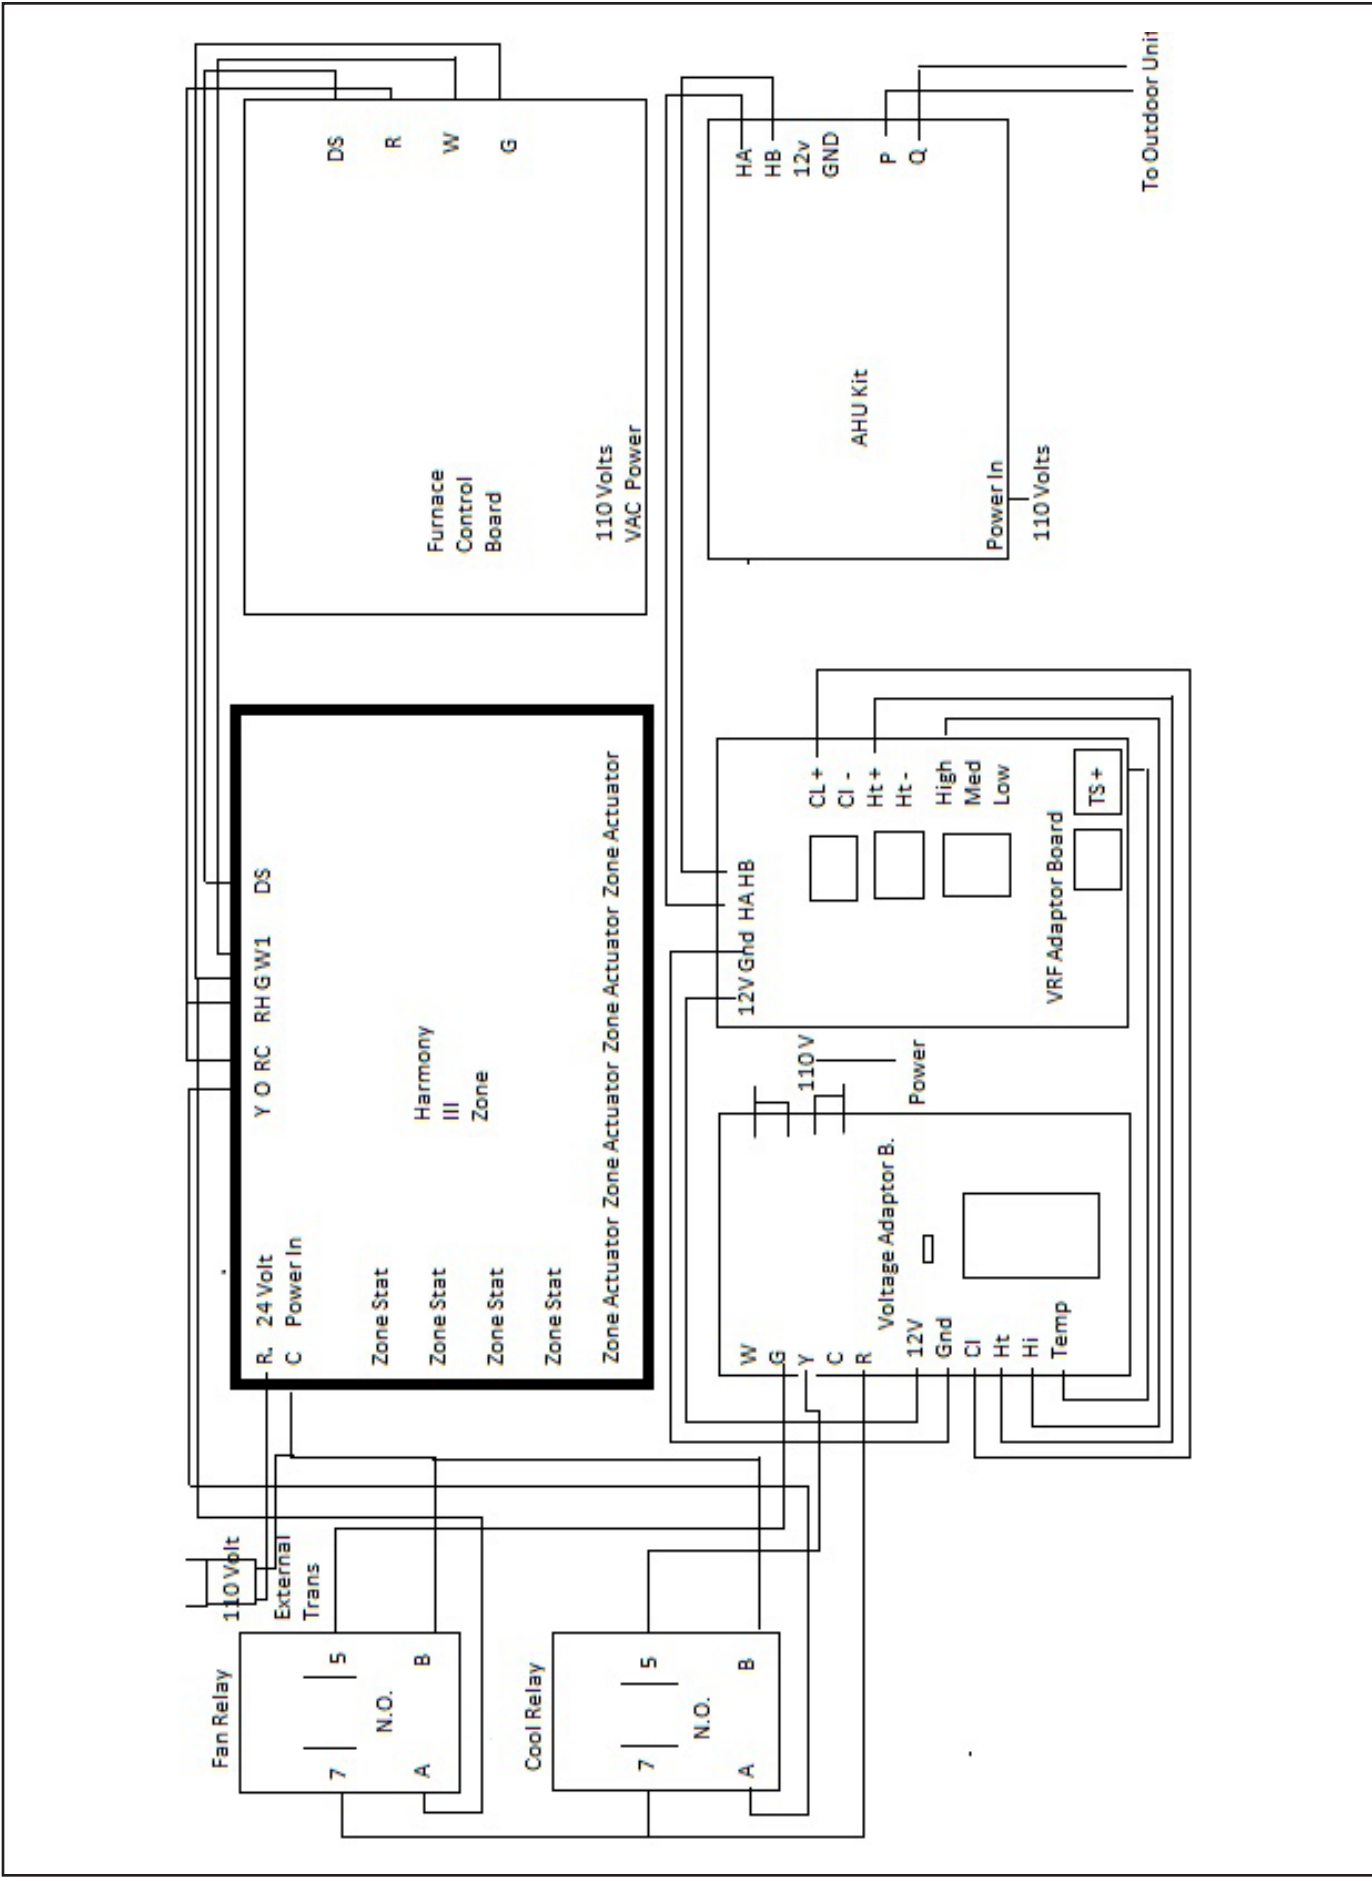 Fan Relay
7
5
N.O.
A
B
110 Volt
External
Trans
Cool Relay
7
5
N.O.
A
B
R. 24 Volt
C Power In
Y O RC RH G W1 DS
Zone Stat
Zone Stat
Zone Stat
Zone Stat
Harmony
III
Zone
Zone Actuator Zone Actuator Zone Actuator Zone Actuator Zone Actuator
DS
R
W
G
Furnace
Control
Board
110 Volts
VAC Power
W
G
Y
C
R
Voltage Adaptor B.
12V
Gnd
Cl
Ht
Hi
Temp
110 V
Power
12V Gnd HA HB
CL +
Cl -
Ht +
Ht -
High
Med
Low
VRF Adaptor Board
TS +
HA
HB
12v
GND
P
Q
AHU Kit
Power In
110 Volts
To Outdoor Unit